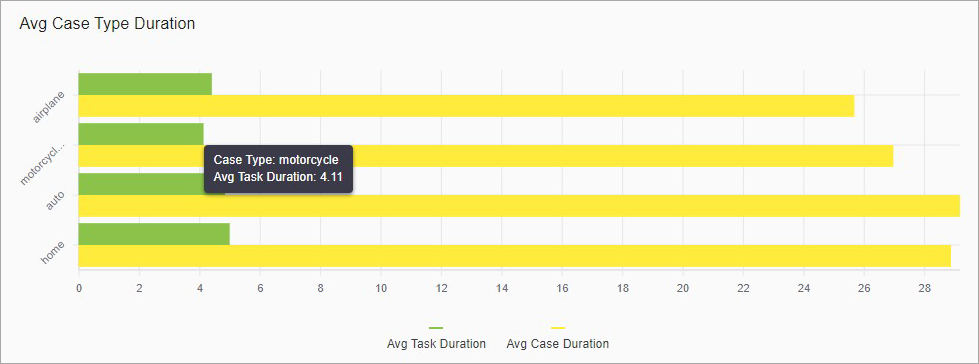 Avg Case Type Duration
airplane
motorcycl...
Case Type: motorcycle
Avg Task Duration: 4.11
auto
home
0 2 4 6 8 10 12 14 16 18 20 22 24 26 28
Avg Task Duration Avg Case Duration